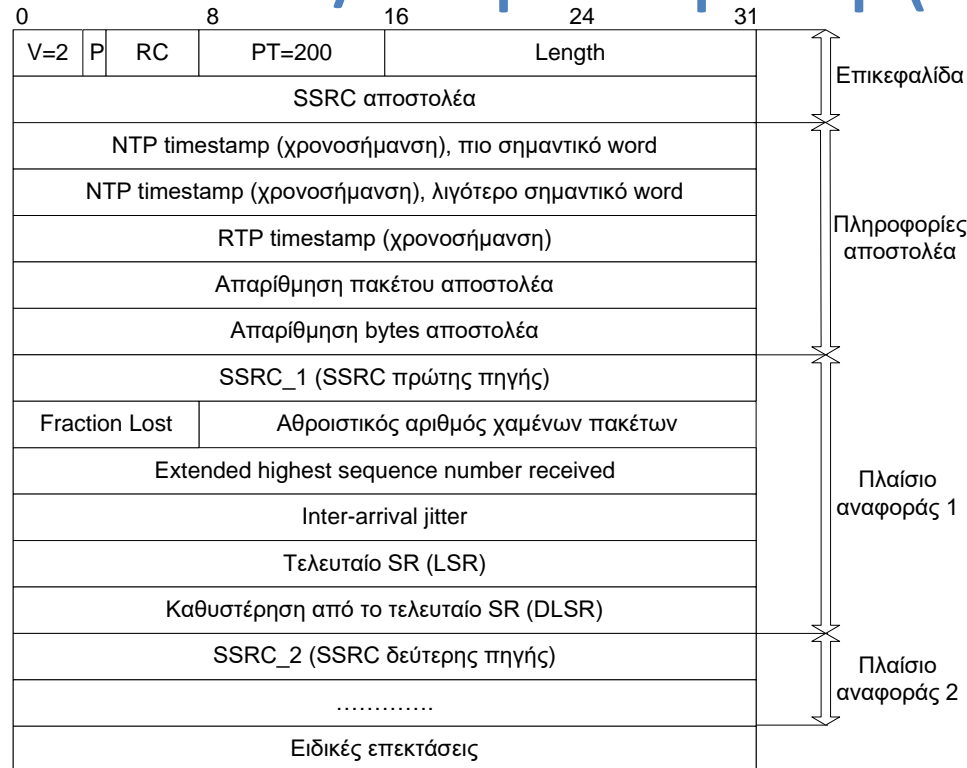 0 8 16 24 31
V=2 P RC PT=200 Length
Επικεφαλίδα
SSRC αποστολέα
NTP timestamp (χρονοσήμανση), πιο σημαντικό word
NTP timestamp (χρονοσήμανση), λιγότερο σημαντικό word
RTP timestamp (χρονοσήμανση)
Πληροφορίες
αποστολέα
Απαρίθμηση πακέτου αποστολέα
Απαρίθμηση bytes αποστολέα
SSRC_1 (SSRC πρώτης πηγής)
Fraction Lost Αθροιστικός αριθμός χαμένων πακέτων
Extended highest sequence number received
Πλαίσιο
αναφοράς 1
Inter-arrival jitter
Τελευταίο SR (LSR)
Καθυστέρηση από το τελευταίο SR (DLSR)
SSRC_2 (SSRC δεύτερης πηγής)
Πλαίσιο
αναφοράς 2
………….
Ειδικές επεκτάσεις